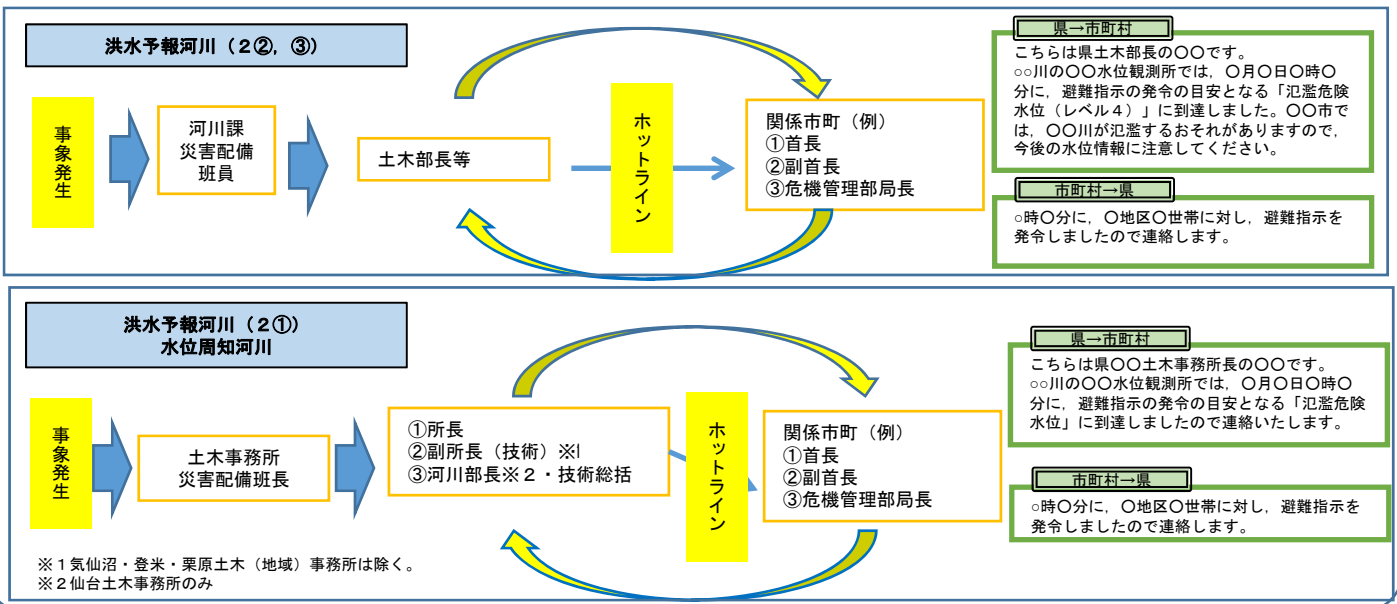 洪水予報河川（２②，③）
事象発生
河川課
災害配備
班員
土木部長等
ホットライン
関係市町（例）
①首長
②副首長
③危機管理部局長
県→市町村
こちらは県土木部長の〇〇です。
○○川の〇〇水位観測所では，〇月〇日〇時〇
分に，避難指示の発令の目安となる「氾濫危険
水位（レベル４）」に到達しました。〇〇市で
は，〇〇川が氾濫するおそれがありますので，
今後の水位情報に注意してください。
市町村→県
○時〇分に，〇地区〇世帯に対し，避難指示を
発令しましたので連絡します。
洪水予報河川（２①）
水位周知河川
事象発生
土木事務所
災害配備班長
①所長
②副所長（技術）※Ⅰ
③河川部長※２・技術総括
ホットライン
関係市町（例）
①首長
②副首長
③危機管理部局長
県→市町村
こちらは県〇〇土木事務所長の〇〇です。
○○川の〇〇水位観測所では，〇月〇日〇時〇
分に，避難指示の発令の目安となる「氾濫危険
水位」に到達しましたので連絡いたします。
市町村→県
○時〇分に，〇地区〇世帯に対し，避難指示を
発令しましたので連絡します。
※１気仙沼・登米・栗原土木（地域）事務所は除く。
※２仙台土木事務所のみ